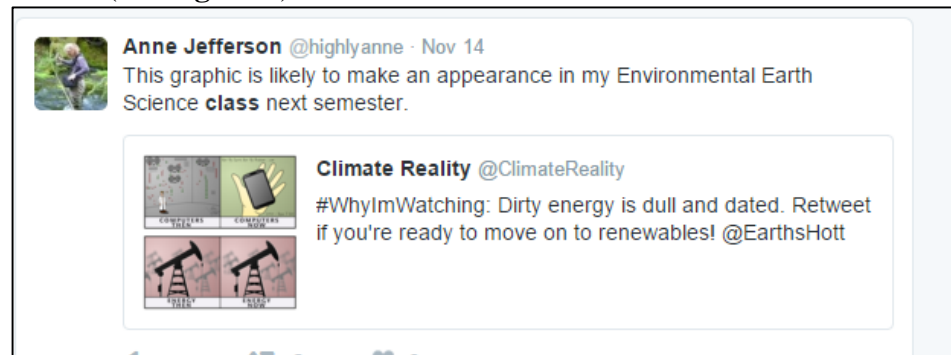 Anne Jefferson @highlyanne · Nov 14
This graphic is likely to make an appearance in my Environmental Earth
Science class next semester.
Climate Reality @ClimateReality
#WhyImWatching: Dirty energy is dull and dated. Retweet
if you're ready to move on to renewables! @EarthsHott
COMPUTERS THEN
COMPUTERS NOW
ENERGY THEN
ENERGY NOW